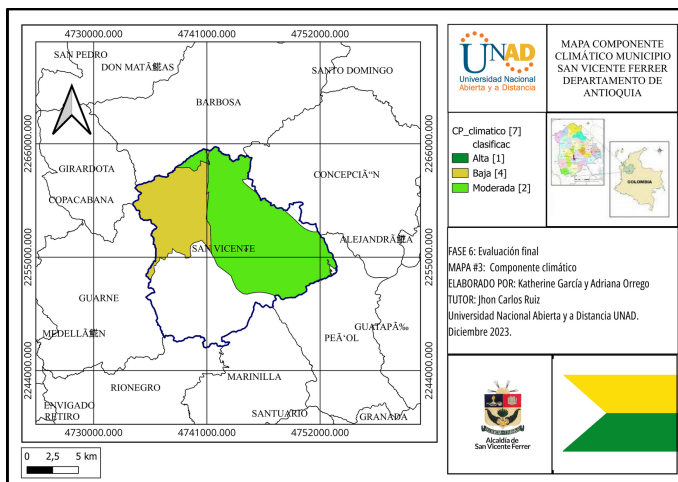 4730000.000 4741000.000 4752000.000
SAN PEDRO
DON MATÃ�AS
SANTO DOMINGO
BARBOSA
2266000.000 2266000.000
GIRARDOTA
CONCEPCIÃ“N
COPACABANA
ALEJANDRÃ�A
SAN VICENTE
2255000.000 2255000.000
GUARNE
GUATAPÃ‰
MEDELLÃ�N
PEÃ‘OL
2244000.000 2244000.000
MARINILLA
RIONEGRO
ENVIGADO
RETIRO
SANTUARIO
GRANADA
4730000.000 4741000.000 4752000.000
0 2,5 5 km
UNAD
Universidad Nacional
Abierta y a Distancia
MAPA COMPONENTE
CLIMÁTICO MUNICIPIO
SAN VICENTE FERRER
DEPARTAMENTO DE
ANTIOQUIA
CP_climatico [7]
clasificac
Alta [1]
Baja [4]
Moderada [2]
COLOMBIA
FASE 6: Evaluación final
MAPA #3: Componente climático
ELABORADO POR: Katherine García y Adriana Orrego
TUTOR: Jhon Carlos Ruiz
Universidad Nacional Abierta y a Distancia UNAD.
Diciembre 2023.
Alcaldía de
San Vicente Ferrer